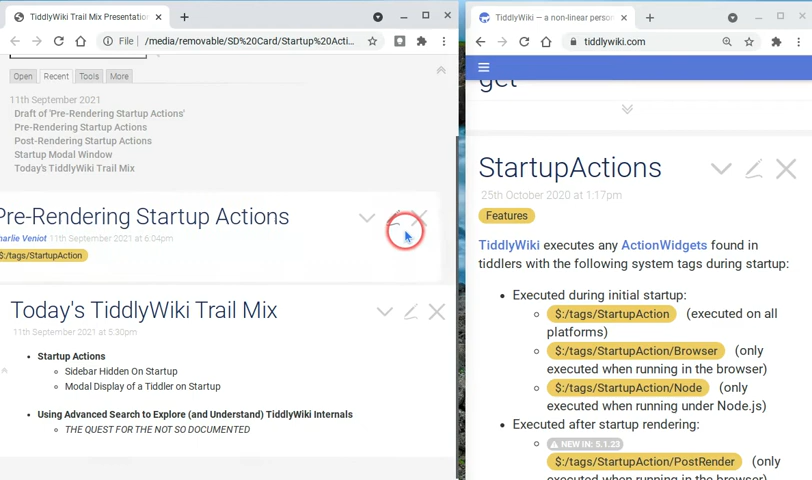 TiddlyWiki Trail Mix Presentation
File
/media/removable/SD%20Card/Startup%20Acti...
Open
Recent
Tools
More
11th September 2021
Draft of 'Pre-Rendering Startup Actions'
Pre-Rendering Startup Actions
Post-Rendering Startup Actions
Startup Modal Window
Today's TiddlyWiki Trail Mix
Pre-Rendering Startup Actions
harlie Veniot 11th September 2021 at 6:04pm
$:/tags/StartupAction
Today's TiddlyWiki Trail Mix
11th September 2021 at 5:30pm
Startup Actions
Sidebar Hidden On Startup
Modal Display of a Tiddler on Startup
Using Advanced Search to Explore (and Understand) TiddlyWiki Internals
THE QUEST FOR THE NOT SO DOCUMENTED
TiddlyWiki — a non-linear person
tiddlywiki.com
get
StartupActions
25th October 2020 at 1:17pm
Features
TiddlyWiki executes any ActionWidgets found in
tiddlers with the following system tags during startup:
Executed during initial startup:
$:/tags/StartupAction (executed on all
platforms)
$:/tags/StartupAction/Browser (only
executed when running in the browser)
$:/tags/StartupAction/Node (only
executed when running under Node.js)
Executed after startup rendering:
NEW IN: 5.1.23
$:/tags/StartupAction/PostRender (only
executed when running in the browser)